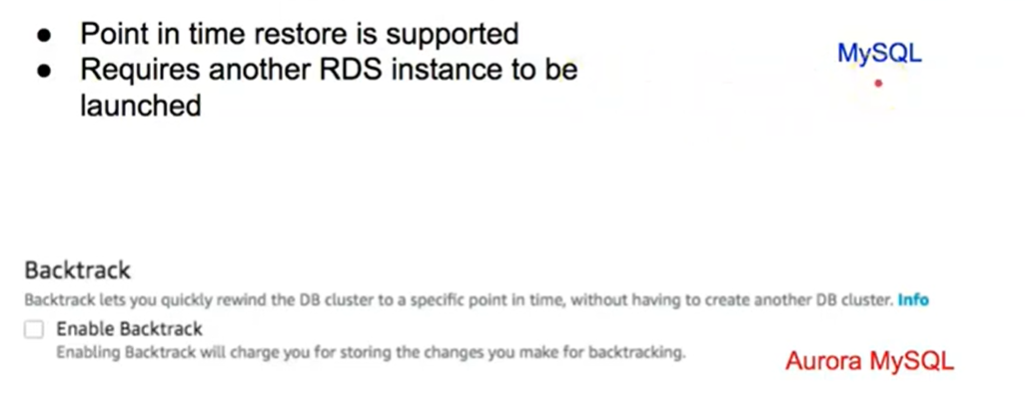 ● Point in time restore is supported
MySQL
● Requires another RDS instance to be
launched
Backtrack
Backtrack lets you quickly rewind the DB cluster to a specific point in time, without having to create another DB cluster. Info
Enable Backtrack
Enabling Backtrack will charge you for storing the changes you make for backtracking.
Aurora MySQL